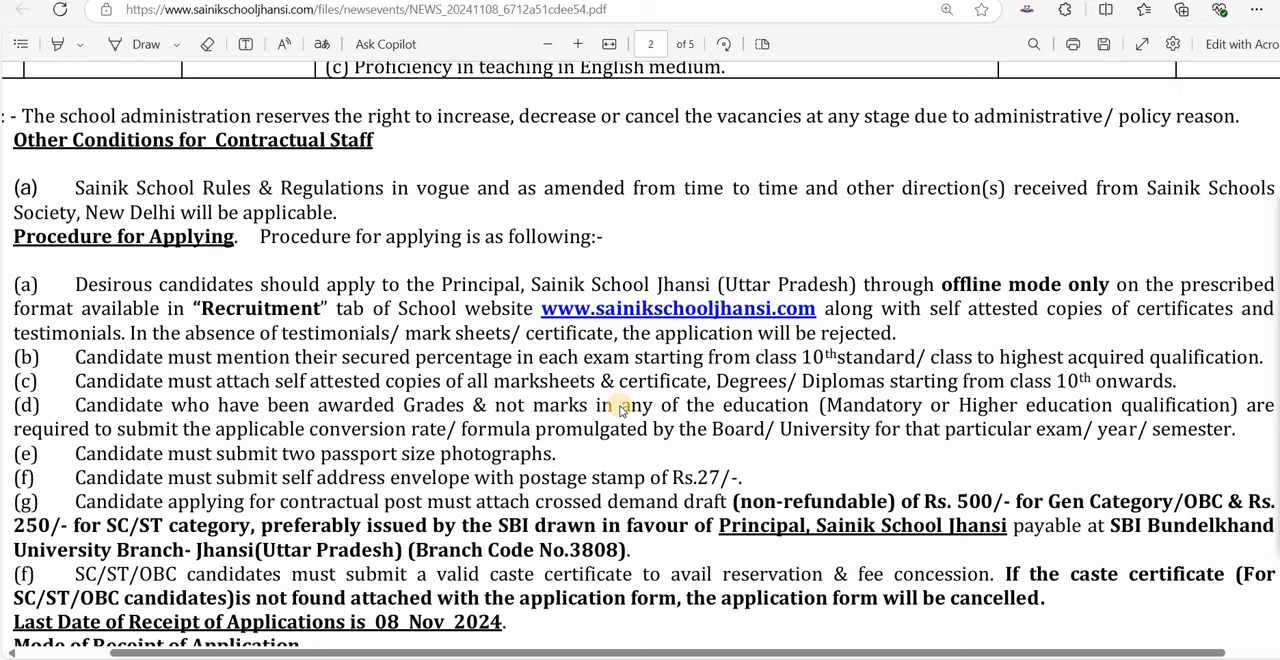 https://www.sainikschooljhansi.com/files/newsevents/NEWS_20241108_6712a51cdee54.pdf
Draw
Ask Copilot
2 of 5
Edit with Acro
(c) Proficiency in teaching in English medium.
: - The school administration reserves the right to increase, decrease or cancel the vacancies at any stage due to administrative/ policy reason.
Other Conditions for Contractual Staff
(a) Sainik School Rules & Regulations in vogue and as amended from time to time and other direction(s) received from Sainik Schools
Society, New Delhi will be applicable.
Procedure for Applying. Procedure for applying is as following:-
(a) Desirous candidates should apply to the Principal, Sainik School Jhansi (Uttar Pradesh) through offline mode only on the prescribed
format available in “Recruitment” tab of School website www.sainikschooljhansi.com along with self attested copies of certificates and
testimonials. In the absence of testimonials/ mark sheets/ certificate, the application will be rejected.
(b) Candidate must mention their secured percentage in each exam starting from class 10thstandard/ class to highest acquired qualification.
(c) Candidate must attach self attested copies of all marksheets & certificate, Degrees/ Diplomas starting from class 10th onwards.
(d) Candidate who have been awarded Grades & not marks in any of the education (Mandatory or Higher education qualification) are
required to submit the applicable conversion rate/ formula promulgated by the Board/ University for that particular exam/ year/ semester.
(e) Candidate must submit two passport size photographs.
(f) Candidate must submit self address envelope with postage stamp of Rs.27/-.
(g) Candidate applying for contractual post must attach crossed demand draft (non-refundable) of Rs. 500/- for Gen Category/OBC & Rs.
250/- for SC/ST category, preferably issued by the SBI drawn in favour of Principal, Sainik School Jhansi payable at SBI Bundelkhand
University Branch- Jhansi(Uttar Pradesh) (Branch Code No.3808).
(f) SC/ST/OBC candidates must submit a valid caste certificate to avail reservation & fee concession. If the caste certificate (For
SC/ST/OBC candidates)is not found attached with the application form, the application form will be cancelled.
Last Date of Receipt of Applications is 08 Nov 2024.
Mode of Receipt of Application